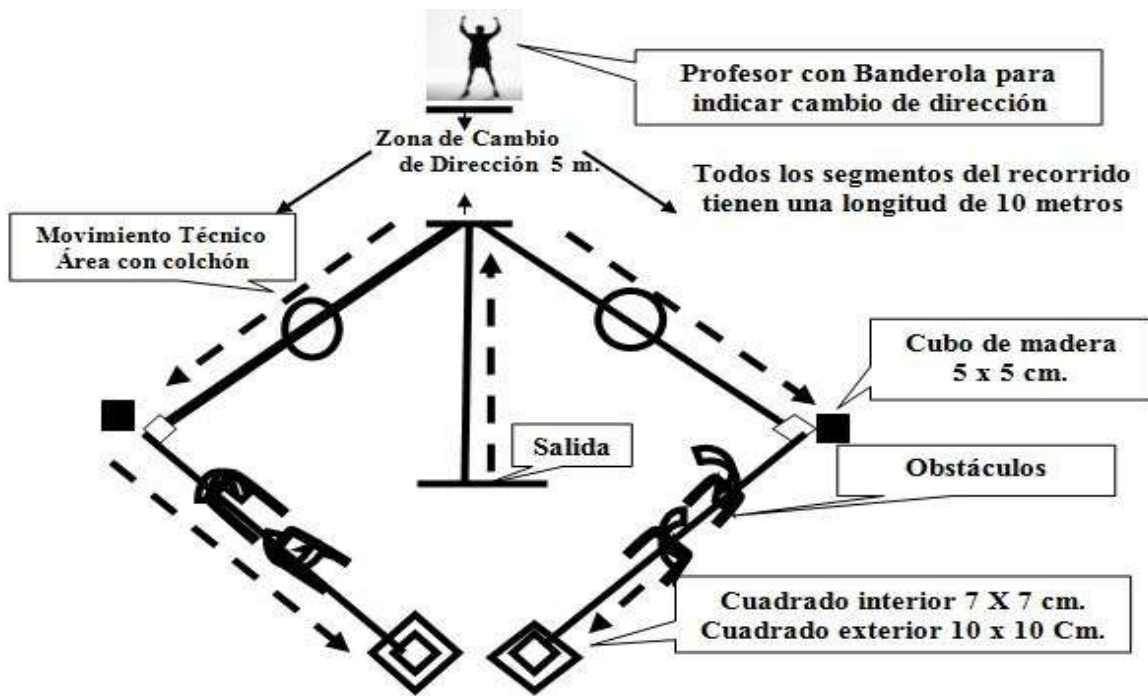 Profesor con Banderola para
indicar cambio de dirección
Zona de Cambio
de Dirección 5 m.
Todos los segmentos del recorrido
tienen una longitud de 10 metros
Movimiento Técnico
Área con colchón
Cubo de madera
5 x 5 cm.
Salida
Obstáculos
Cuadrado interior 7 X 7 cm.
Cuadrado exterior 10 x 10 Cm.